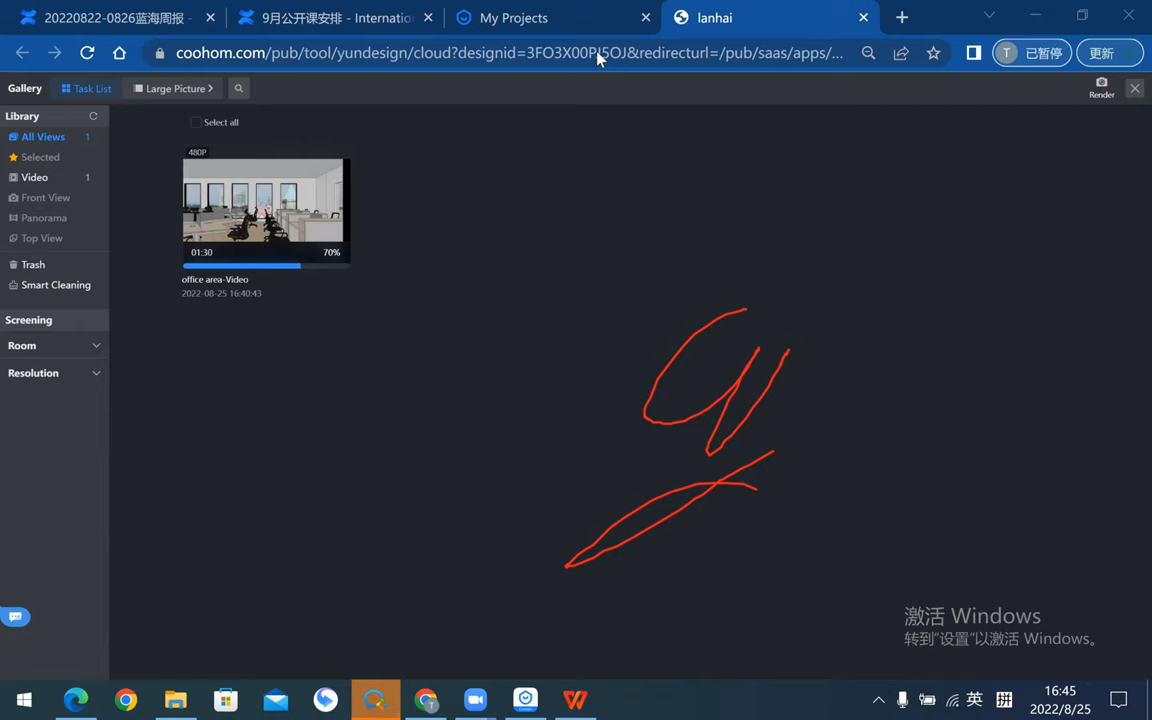 20220822-0826蓝海周报 -
9月公开课安排 - Internatio
My Projects
lanhai
coohom.com/pub/tool/yundesign/cloud?designid=3FO3X00PJ5OJ&redirecturl=/pub/saas/apps/...
T 已暂停
更新
Gallery
Task List
Large Picture
Render
Library
All Views 1
Selected
Video 1
Front View
Panorama
Top View
Trash
Smart Cleaning
Screening
Room
Resolution
Select all
480P
01:30 70%
office area-Video
2022-08-25 16:40:43
激活 Windows
转到"设置"以激活 Windows。
英
拼
16:45
2022/8/25